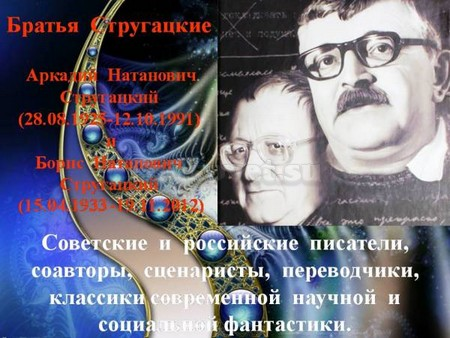 Братья Стругацкие
Аркадий Натанович
Стругацкий
(28.08.1925-12.10.1991)
и
Борис Натанович
Стругацкий
(15.04.1933-19.11.2012)
Советские и российские писатели,
соавторы, сценаристы, переводчики,
классики современной научной и
социальной фантастики.